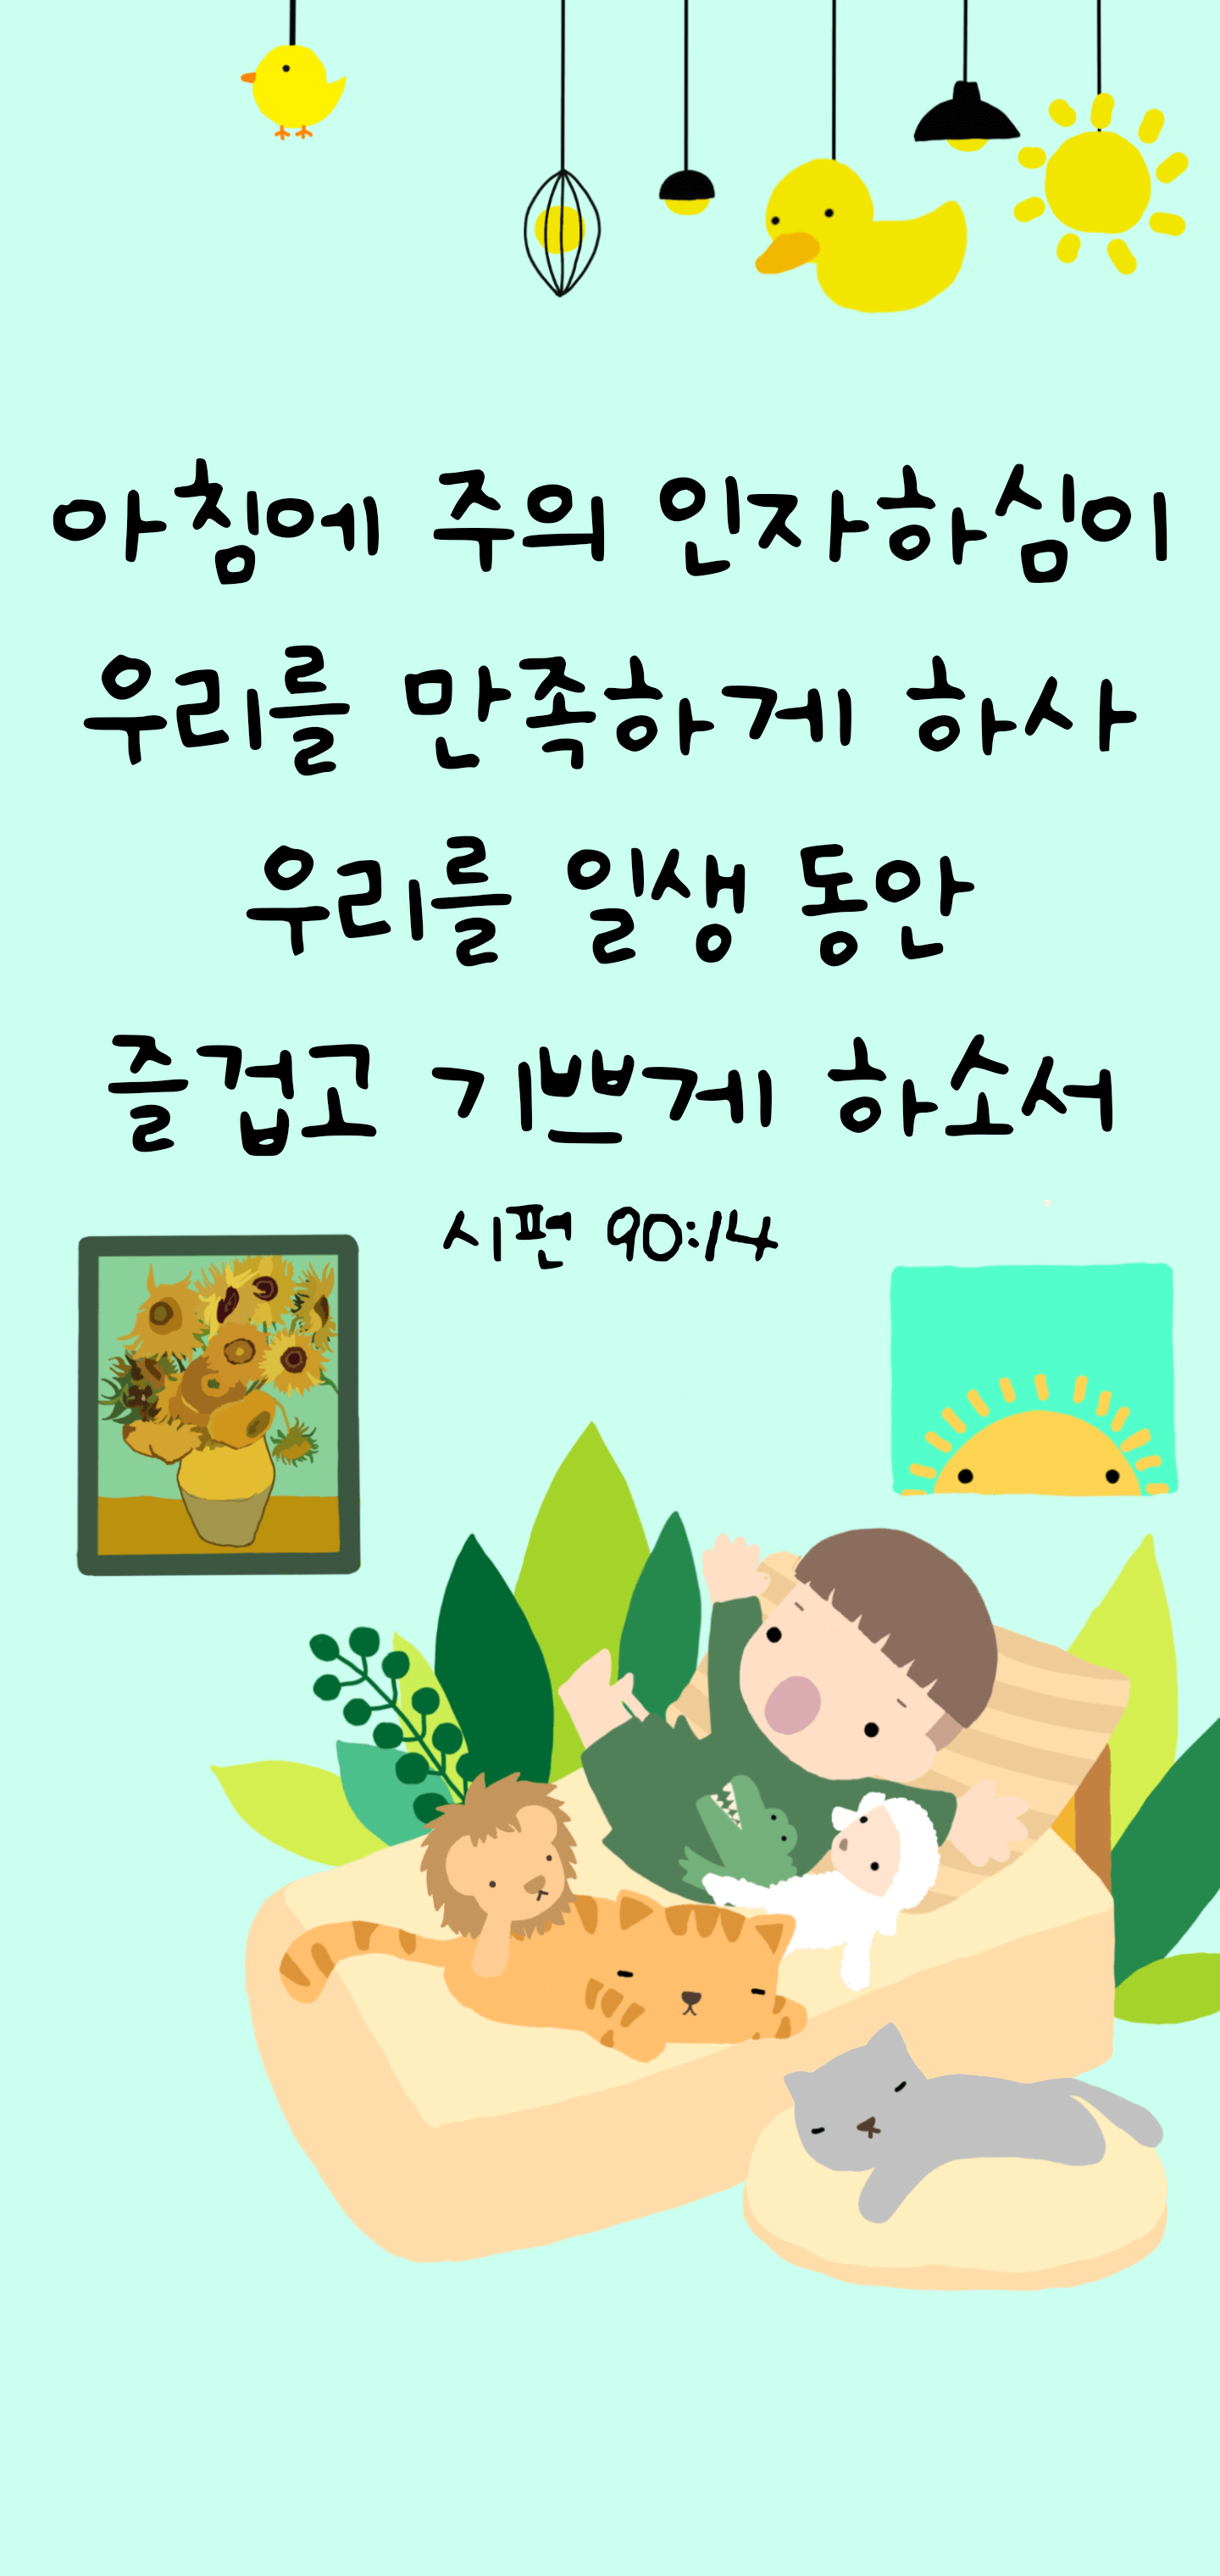 아침에 주의 인자하심이
우리를 만족하게 하사
우리를 일생 동안
즐겁고 기쁘게 하소서
시편 90:14